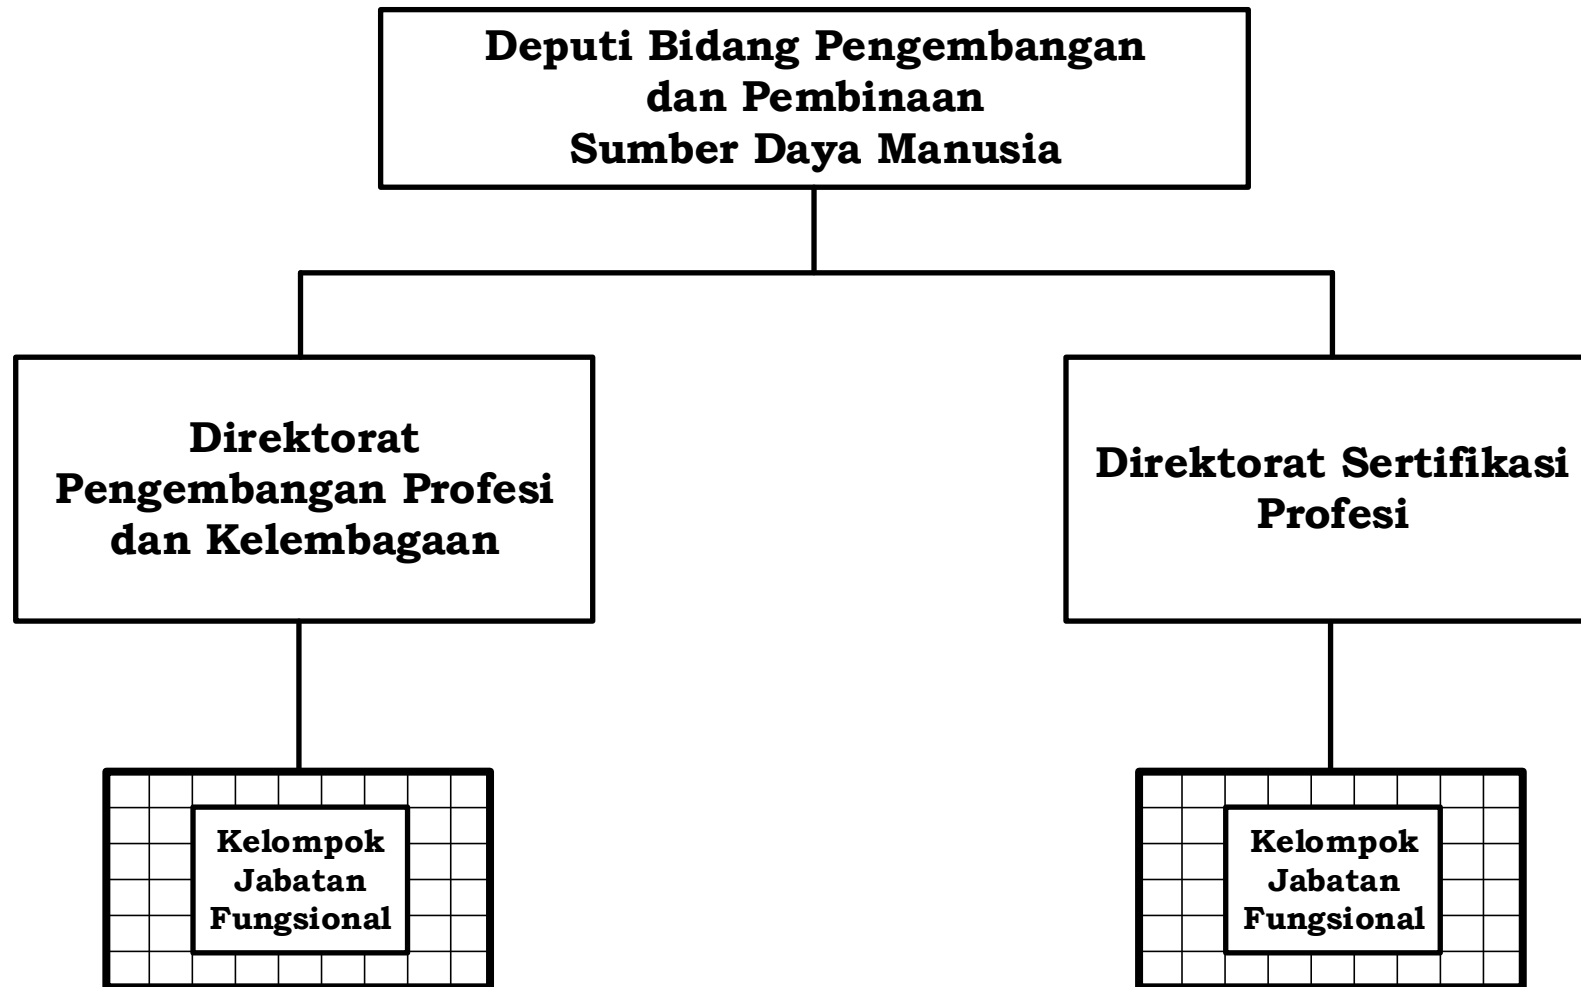 Deputi Bidang Pengembangan
dan Pembinaan
Sumber Daya Manusia
Direktorat
Pengembangan Profesi
dan Kelembagaan
Direktorat Sertifikasi
Profesi
Kelompok
Jabatan
Fungsional
Kelompok
Jabatan
Fungsional